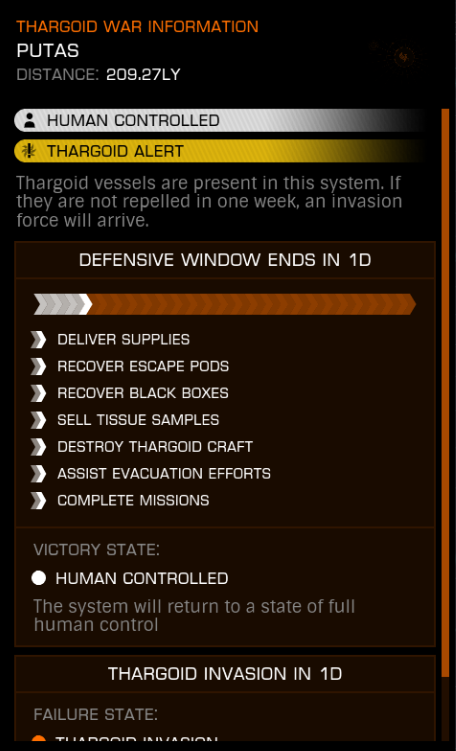 THARGOID WAR INFORMATION
PUTAS
DISTANCE: 209.27LY
HUMAN CONTROLLED
THARGOID ALERT
Thargoid vessels are present in this system. If
they are not repelled in one week, an invasion
force will arrive.
DEFENSIVE WINDOW ENDS IN 1D
DELIVER SUPPLIES
RECOVER ESCAPE PODS
RECOVER BLACK BOXES
SELL TISSUE SAMPLES
DESTROY THARGOID CRAFT
ASSIST EVACUATION EFFORTS
COMPLETE MISSIONS
VICTORY STATE:
HUMAN CONTROLLED
The system will return to a state of full
human control
THARGOID INVASION IN 1D
FAILURE STATE:
THARGOID INVASION